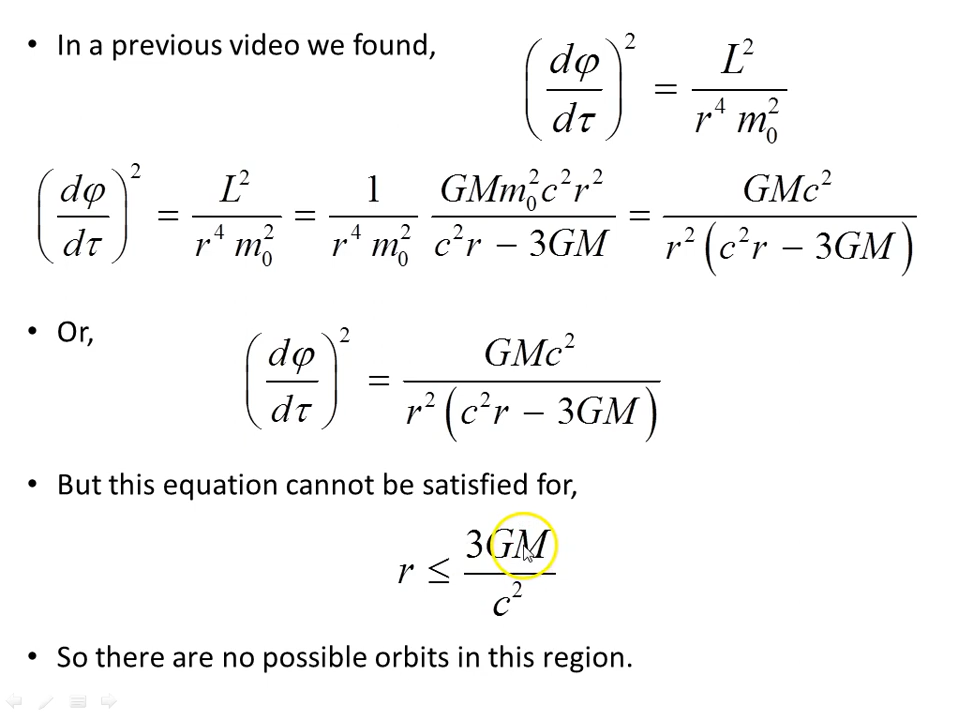 • In a previous video we found, (dφ/dτ)² = L²/(r⁴ m₀²)
(dφ/dτ)² = L²/(r⁴ m₀²) = 1/(r⁴ m₀²) GMm₀²c²r²/(c²r − 3GM) = GMc²/(r²(c²r − 3GM))
• Or, (dφ/dτ)² = GMc²/(r²(c²r − 3GM))
• But this equation cannot be satisfied for,
r ≤ 3GM/c²
• So there are no possible orbits in this region.